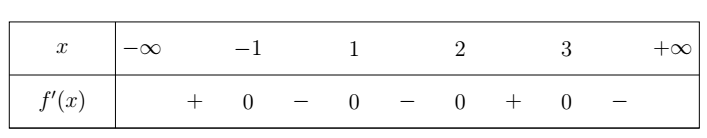 x −∞ −1 1 2 3 +∞
f′(x) + 0 − 0 − 0 + 0 −